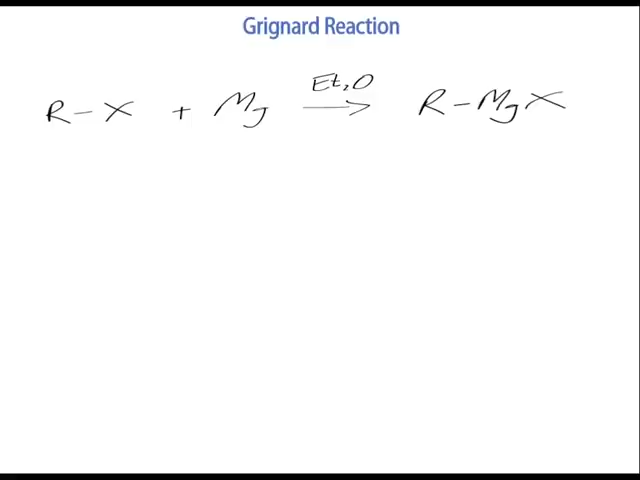 Grignard Reaction
R-X + Mg Et2O → R-MgX